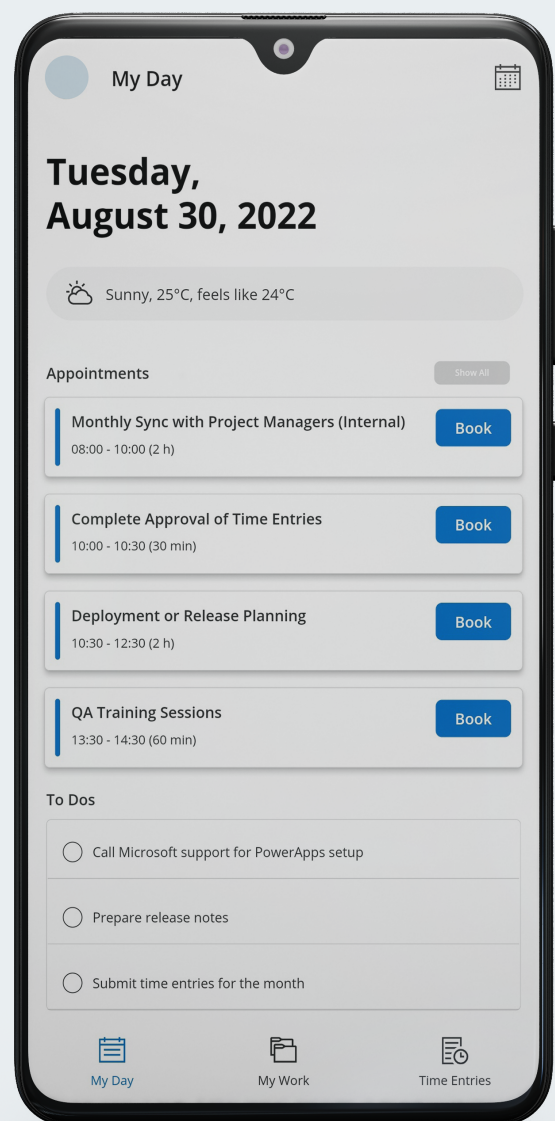 My Day
Tuesday,
August 30, 2022
Sunny, 25°C, feels like 24°C
Appointments
Show All
Monthly Sync with Project Managers (Internal)
Book
08:00 - 10:00 (2 h)
Complete Approval of Time Entries
Book
10:00 - 10:30 (30 min)
Deployment or Release Planning
Book
10:30 - 12:30 (2 h)
QA Training Sessions
Book
13:30 - 14:30 (60 min)
To Dos
Call Microsoft support for PowerApps setup
Prepare release notes
Submit time entries for the month
My Day
My Work
Time Entries